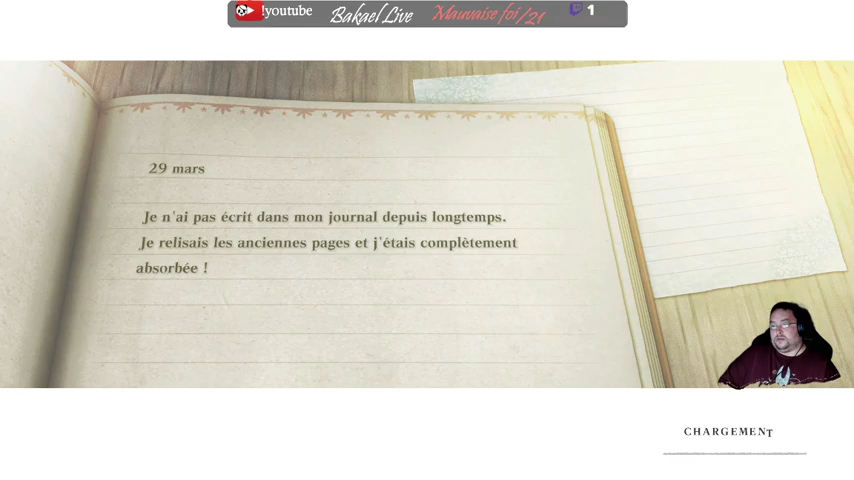 !youtube Bakael Live Mauvaise foi /21 1
29 mars
Je n'ai pas écrit dans mon journal depuis longtemps.
Je relisais les anciennes pages et j'étais complètement
absorbée !
CHARGEMENT